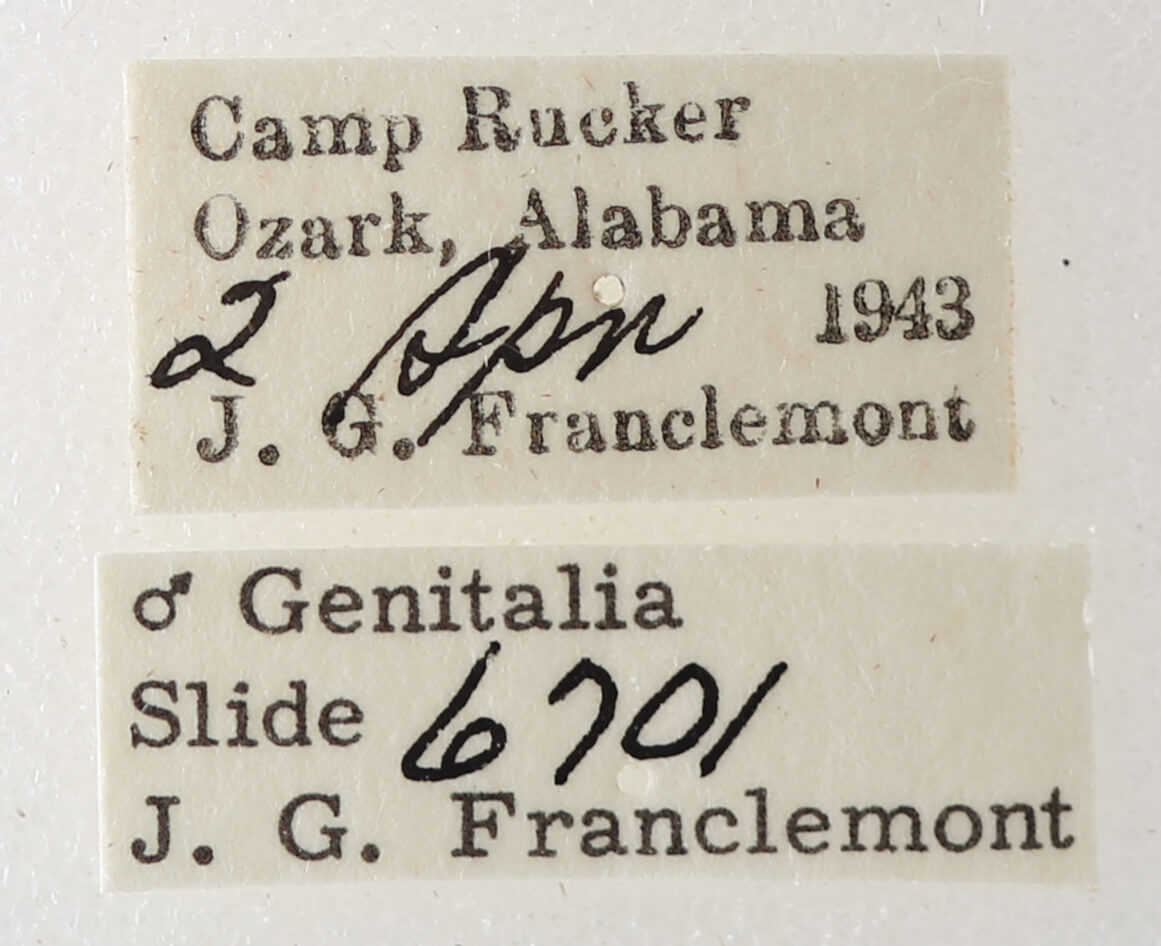 Camp Rucker
Ozark, Alabama
2 Apr 1943
J. G. Franclemont
♂ Genitalia
Slide 6701
J. G. Franclemont